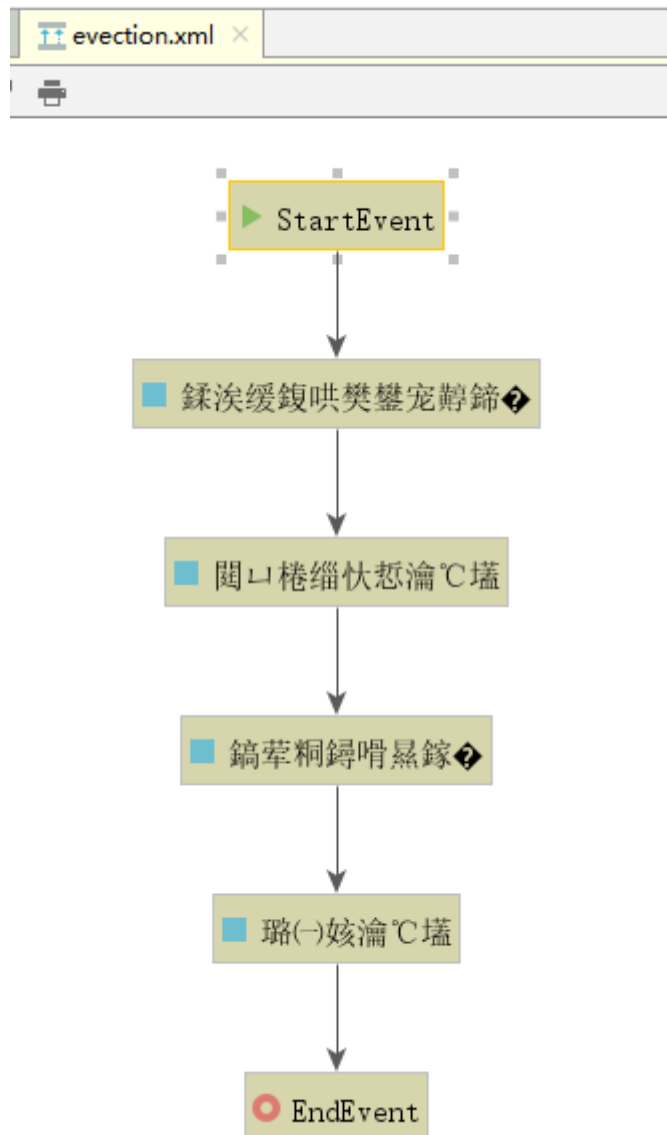 evection.xml
StartEvent
鍒涘缓鍑哄樊鐢宠鍗�
閮ㄩ棬缁忕悊瀹℃壒
鎬荤粡鐞嗗鎵�
璐㈠姟瀹℃壒
EndEvent